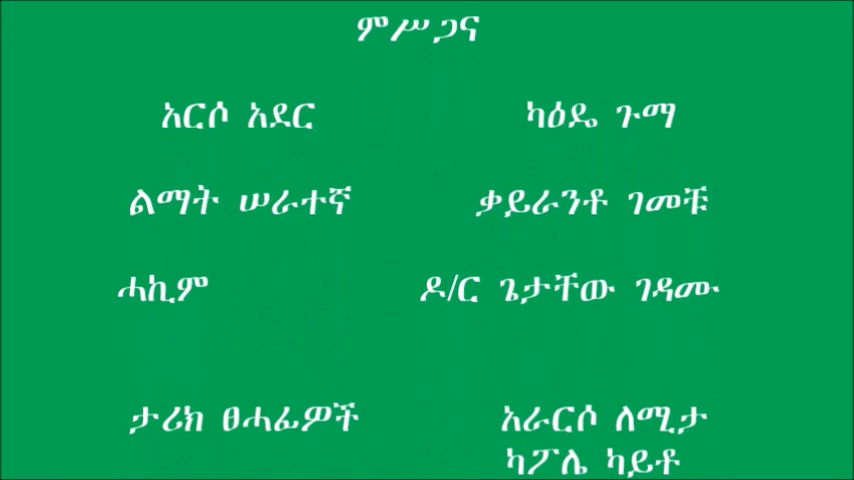 ምሥጋና
አርሶ አደር ካዕዴ ጉማ
ልማት ሠራተኛ ቃይራንቶ ገመቹ
ሓኪም ዶ/ር ጌታቸው ገዳሙ
ታሪክ ፀሓፊዎች አራርሶ ለሚታ
ካፖሌ ካይቶ